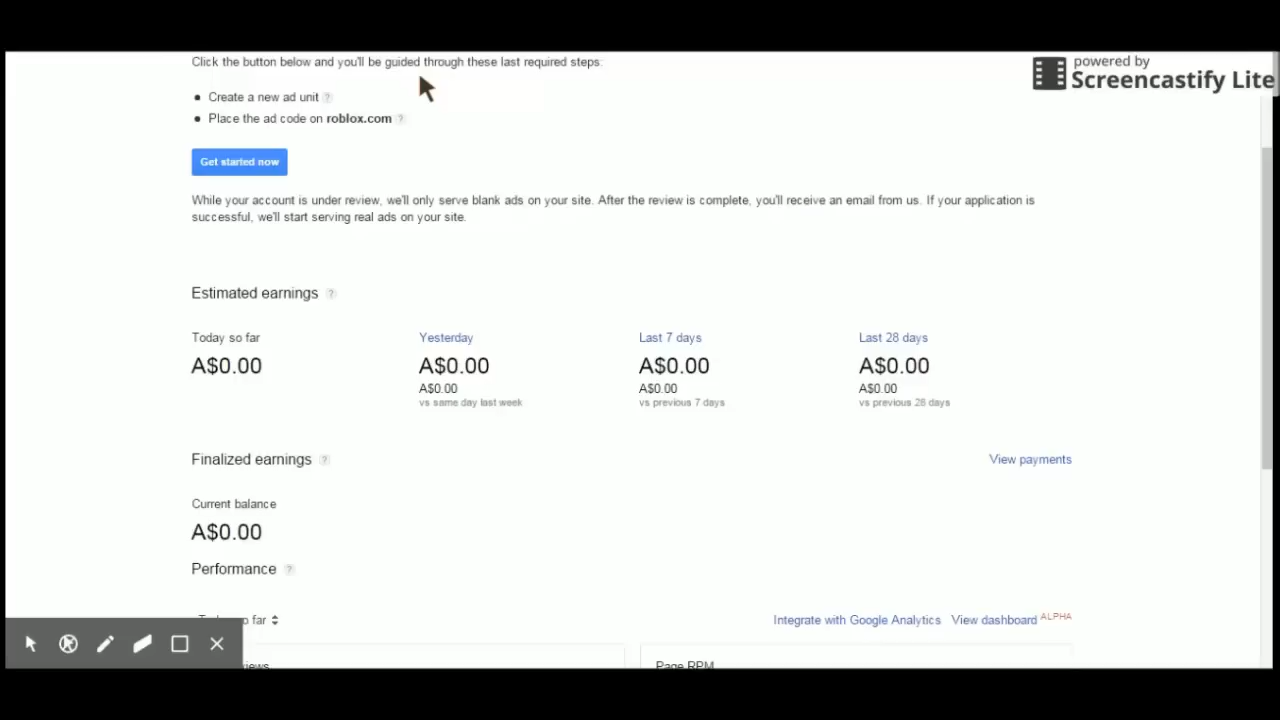 Click the button below and you'll be guided through these last required steps:
powered by
Screencastify Lite
Create a new ad unit ?
Place the ad code on roblox.com ?
Get started now
While your account is under review, we'll only serve blank ads on your site. After the review is complete, you'll receive an email from us. If your application is
successful, we'll start serving real ads on your site.
Estimated earnings ?
Today so far Yesterday Last 7 days Last 28 days
A$0.00 A$0.00 A$0.00 A$0.00
A$0.00 A$0.00 A$0.00
vs same day last week vs previous 7 days vs previous 28 days
Finalized earnings ? View payments
Current balance
A$0.00
Performance ?
far Integrate with Google Analytics View dashboard ALPHA
Page RPM